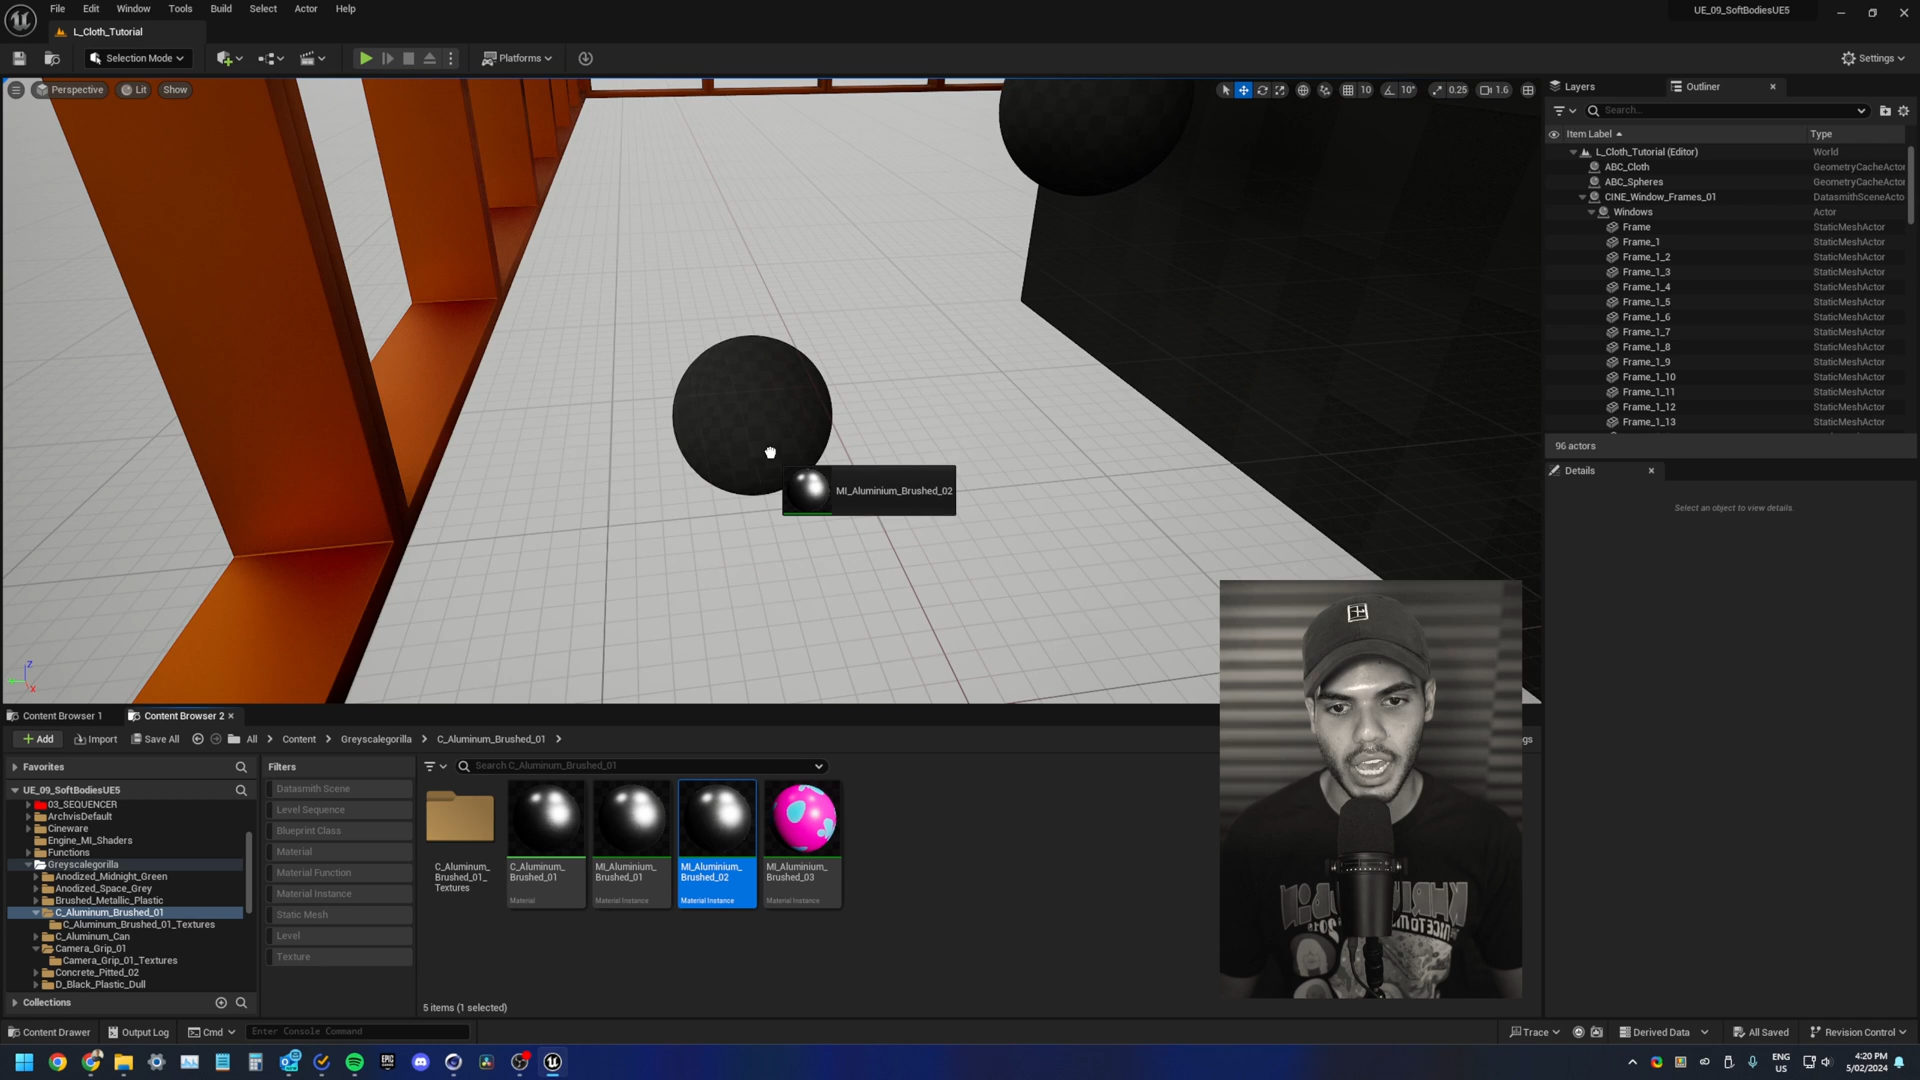 File Edit Window Tools Build Select Actor Help
UE_09_SoftBodiesUE5
L_Cloth_Tutorial
Selection Mode
Platforms
Settings
Perspective Lit Show
10 10° 0.25 1.6
Layers Outliner
Search...
Item Label Type
L_Cloth_Tutorial (Editor) World
ABC_Cloth GeometryCacheActor
ABC_Spheres GeometryCacheActor
CINE_Window_Frames_01 DatasmithSceneActo
Windows Actor
Frame StaticMeshActor
Frame_1 StaticMeshActor
Frame_1_2 StaticMeshActor
Frame_1_3 StaticMeshActor
Frame_1_4 StaticMeshActor
Frame_1_5 StaticMeshActor
Frame_1_6 StaticMeshActor
Frame_1_7 StaticMeshActor
Frame_1_8 StaticMeshActor
Frame_1_9 StaticMeshActor
Frame_1_10 StaticMeshActor
Frame_1_11 StaticMeshActor
Frame_1_12 StaticMeshActor
Frame_1_13 StaticMeshActor
96 actors
Details
Select an object to view details.
MI_Aluminium_Brushed_02
Z
X
Content Browser 1 Content Browser 2
Add Import Save All All Content Greyscalegorilla C_Aluminum_Brushed_01
gs
Favorites
UE_09_SoftBodiesUE5
03_SEQUENCER
ArchvisDefault
Cineware
Engine_MI_Shaders
Functions
Greyscalegorilla
Anodized_Midnight_Green
Anodized_Space_Grey
Brushed_Metallic_Plastic
C_Aluminum_Brushed_01
C_Aluminum_Brushed_01_Textures
C_Aluminum_Can
Camera_Grip_01
Camera_Grip_01_Textures
Concrete_Pitted_02
D_Black_Plastic_Dull
Collections
Filters
Datasmith Scene
Level Sequence
Blueprint Class
Material
Material Function
Material Instance
Static Mesh
Level
Texture
Search C_Aluminum_Brushed_01
C_Aluminum_
Brushed_01_
Textures
C_Aluminum_
Brushed_01
Material
MI_Aluminium_
Brushed_01
Material Instance
MI_Aluminium_
Brushed_02
Material Instance
MI_Aluminium_
Brushed_03
Material Instance
5 items (1 selected)
Content Drawer Output Log Cmd Enter Console Command
Trace Derived Data All Saved Revision Control
ENG
US
4:20 PM
5/02/2024